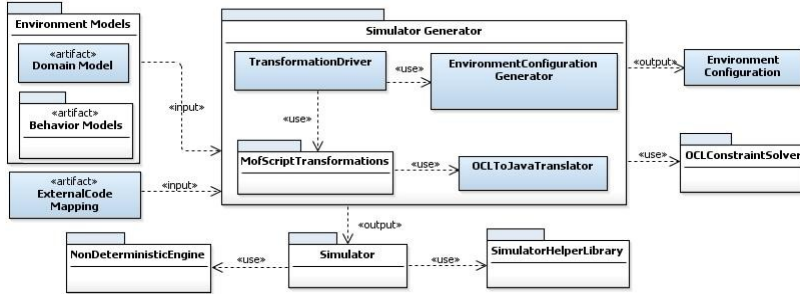 Environment Models
«artifact»
Domain Model
«artifact»
Behavior Models
«artifact»
ExternalCode
Mapping
«input»
«input»
Simulator Generator
TransformationDriver
«use»
EnvironmentConfiguration
Generator
«use»
MofScriptTransformations
«use»
OCLToJavaTranslator
«output»
Environment
Configuration
«use»
OCLConstraintSolver
«output»
NonDeterministicEngine
«use»
Simulator
«use»
SimulatorHelperLibrary